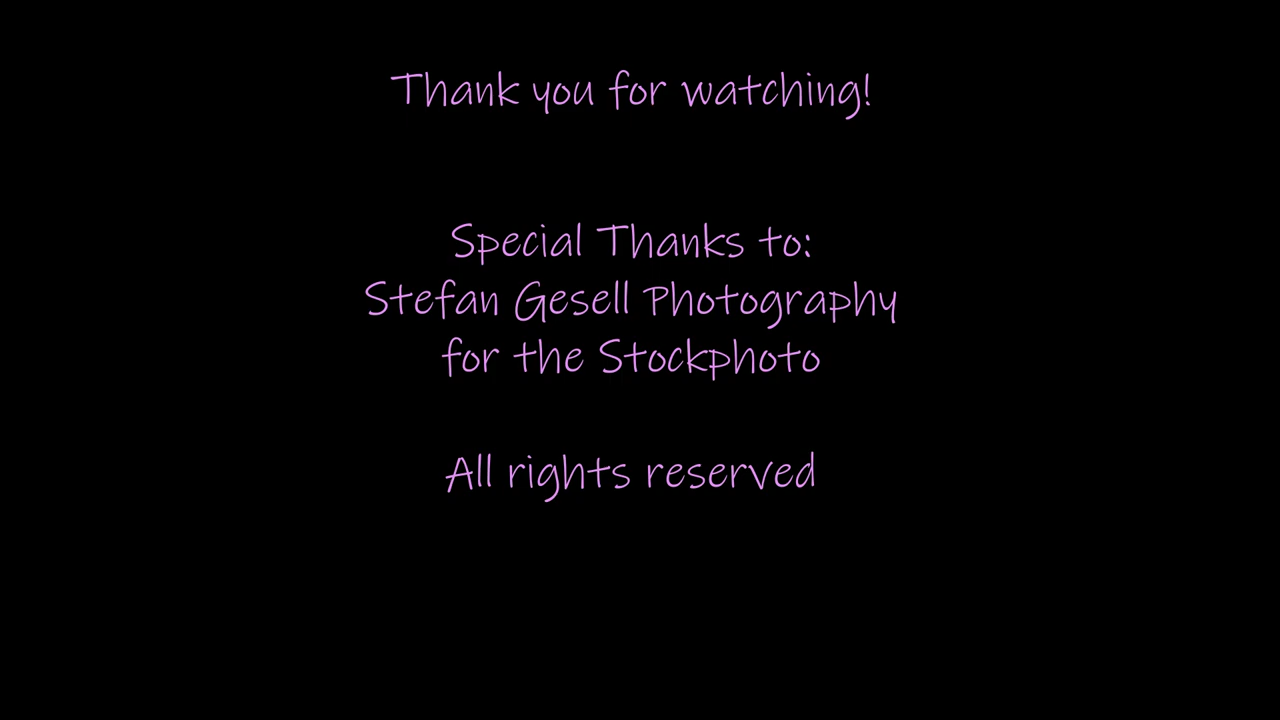 Thank you for watching!
Special Thanks to:
Stefan Gesell Photography
for the Stockphoto
All rights reserved